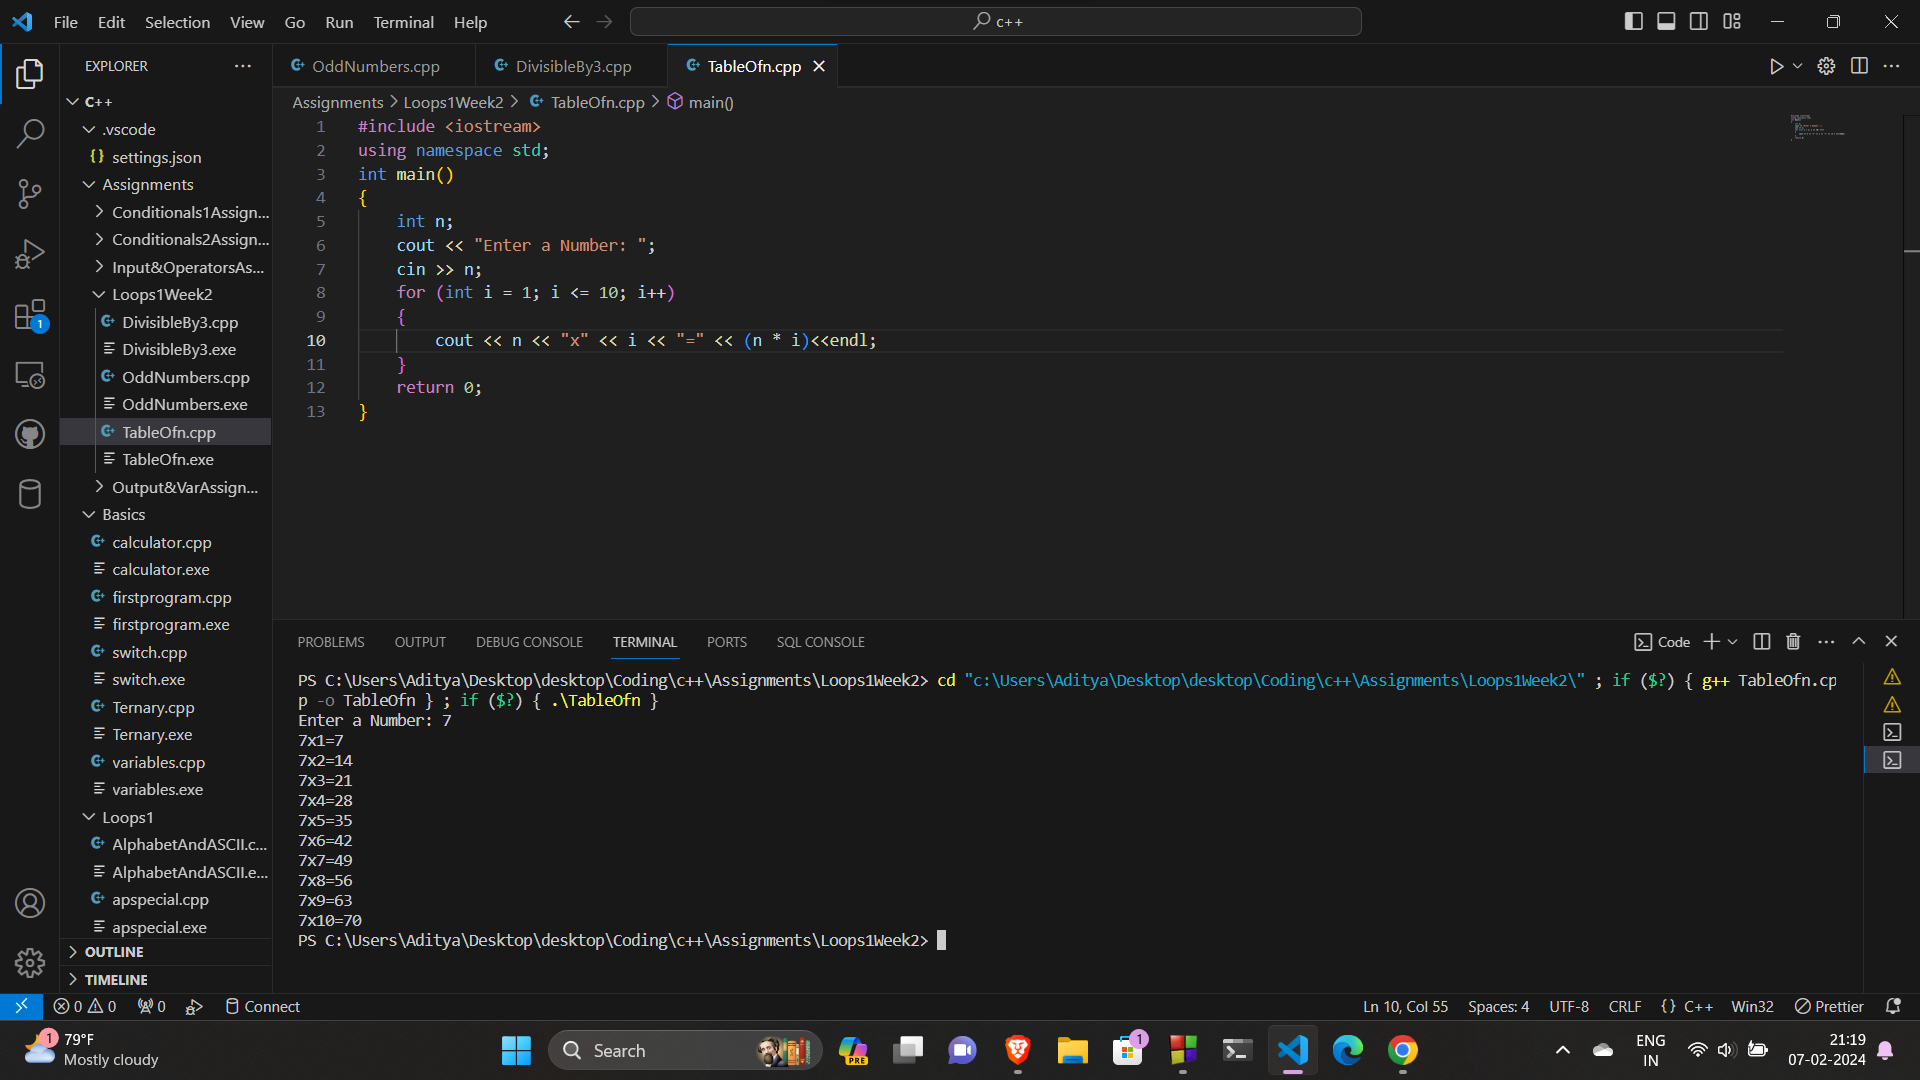 File Edit Selection View Go Run Terminal Help
c++
EXPLORER
C++
.vscode
{} settings.json
Assignments
Conditionals1Assign...
Conditionals2Assign...
Input&OperatorsAs...
Loops1Week2
DivisibleBy3.cpp
DivisibleBy3.exe
OddNumbers.cpp
OddNumbers.exe
TableOfn.cpp
TableOfn.exe
Output&VarAssign...
Basics
calculator.cpp
calculator.exe
firstprogram.cpp
firstprogram.exe
switch.cpp
switch.exe
Ternary.cpp
Ternary.exe
variables.cpp
variables.exe
Loops1
AlphabetAndASCII.c...
AlphabetAndASCII.e...
apspecial.cpp
apspecial.exe
OUTLINE
TIMELINE
1
OddNumbers.cpp DivisibleBy3.cpp TableOfn.cpp
Assignments > Loops1Week2 > TableOfn.cpp > main()
1 #include <iostream>
2 using namespace std;
3 int main()
4 {
5 int n;
6 cout << "Enter a Number: ";
7 cin >> n;
8 for (int i = 1; i <= 10; i++)
9 {
10 cout << n << "x" << i << "=" << (n * i)<<endl;
11 }
12 return 0;
13 }
PROBLEMS OUTPUT DEBUG CONSOLE TERMINAL PORTS SQL CONSOLE
Code
PS C:\Users\Aditya\Desktop\desktop\Coding\c++\Assignments\Loops1Week2> cd "c:\Users\Aditya\Desktop\desktop\Coding\c++\Assignments\Loops1Week2\" ; if ($?) { g++ TableOfn.cp
p -o TableOfn } ; if ($?) { .\TableOfn }
Enter a Number: 7
7x1=7
7x2=14
7x3=21
7x4=28
7x5=35
7x6=42
7x7=49
7x8=56
7x9=63
7x10=70
PS C:\Users\Aditya\Desktop\desktop\Coding\c++\Assignments\Loops1Week2>
0 0 0 Connect
Ln 10, Col 55 Spaces: 4 UTF-8 CRLF {} C++ Win32 Prettier
1
79°F
Mostly cloudy
Search
PRE
1
ENG
IN
21:19
07-02-2024